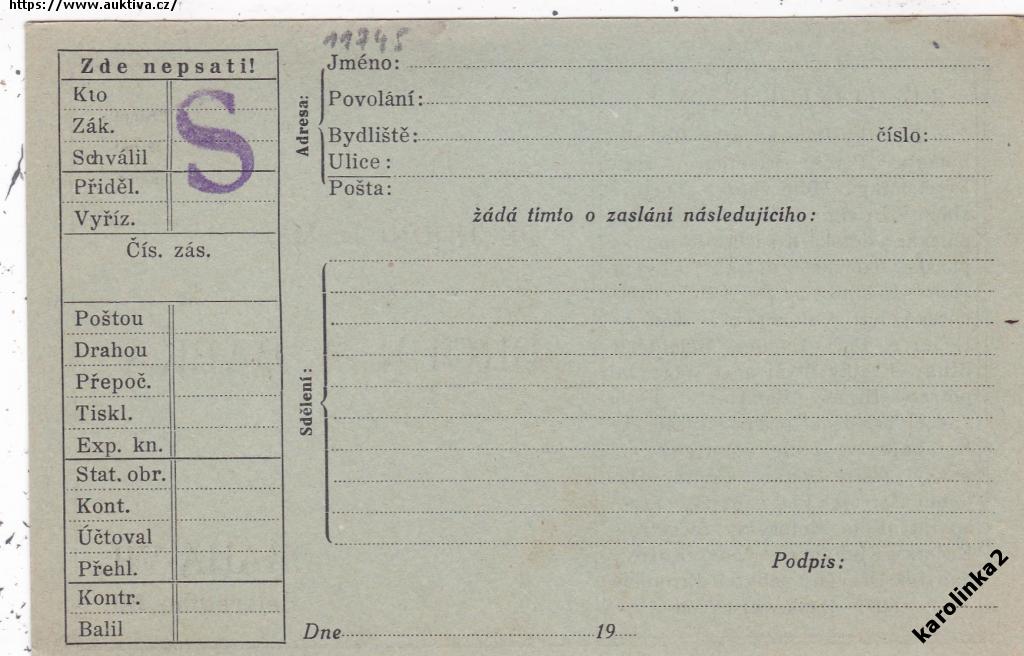 https://www.auktiva.cz/
11745
Zde nepsati!
Kto
Zák.
Schválil
Přiděl.
Vyříz.
Čís. zás.
Poštou
Drahou
Přepoč.
Tiskl.
Exp. kn.
Stat. obr.
Kont.
Účtoval
Přehl.
Kontr.
Balil
S
Adresa:
Jméno:
Povolání:
Bydliště: číslo:
Ulice:
Pošta:
žádá tímto o zaslání následujícího:
Sdělení:
Podpis:
Dne 19
karolinka2